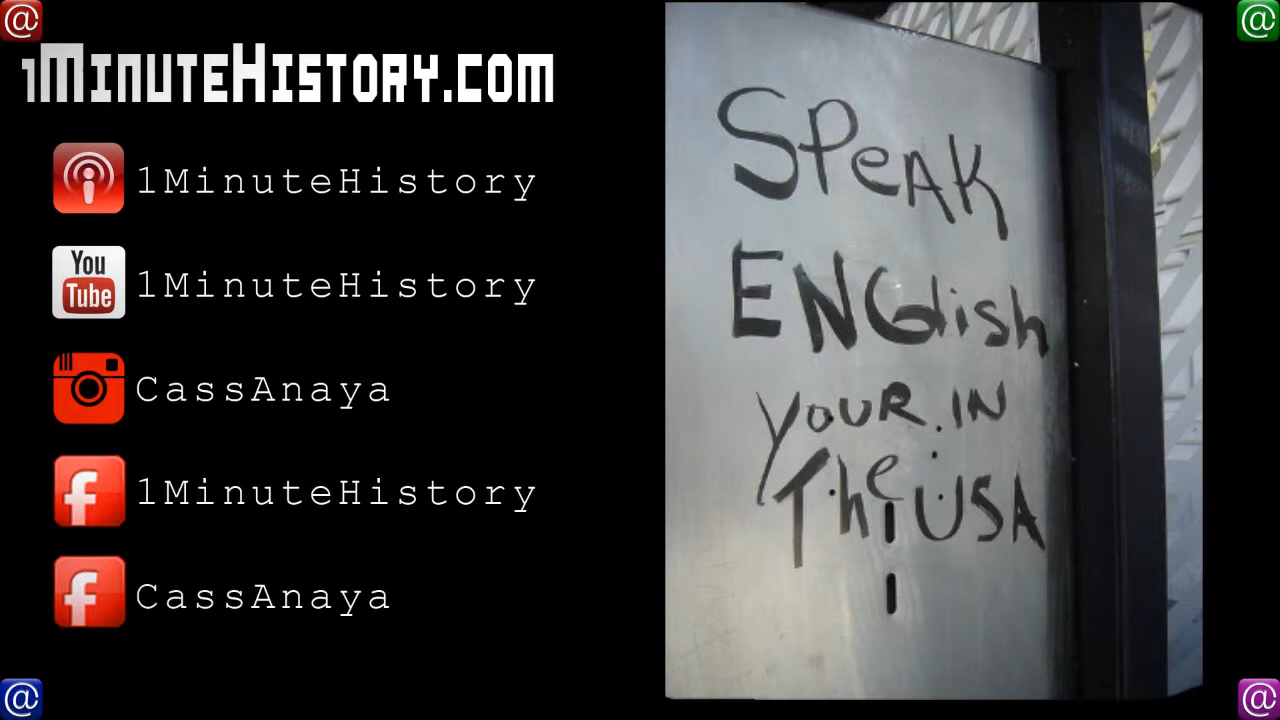 @
@
1MinuteHistory.com
1MinuteHistory
You
Tube
1MinuteHistory
CassAnaya
f
1MinuteHistory
f
CassAnaya
@
SPeAK
ENGlish
YOUR IN
The USA
@